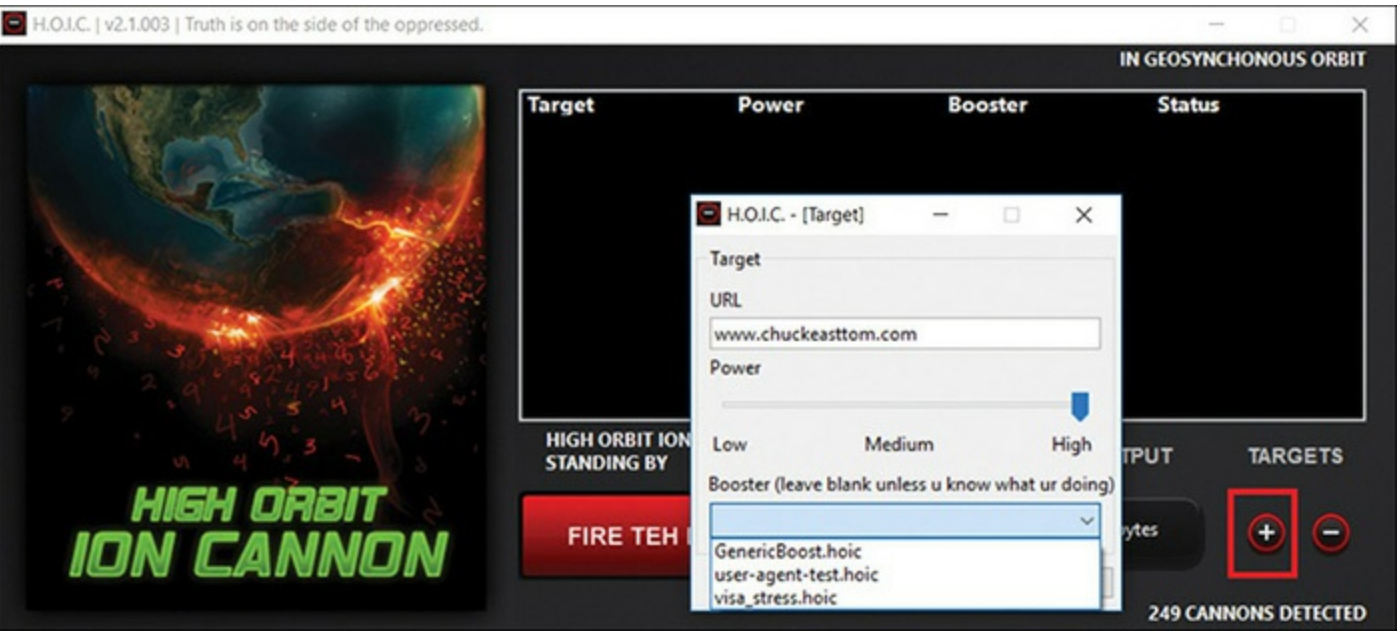 H.O.I.C. | v2.1.003 | Truth is on the side of the oppressed.
IN GEOSYNCHONOUS ORBIT
Target Power Booster Status
H.O.I.C. - [Target]
Target
URL
www.chuckeasttom.com
Power
Low Medium High
Booster (leave blank unless u know what ur doing)
GenericBoost.hoic
user-agent-test.hoic
visa_stress.hoic
HIGH ORBIT ION
STANDING BY
TARGETS
FIRE TEH
HIGH ORBIT
ION CANNON
249 CANNONS DETECTED